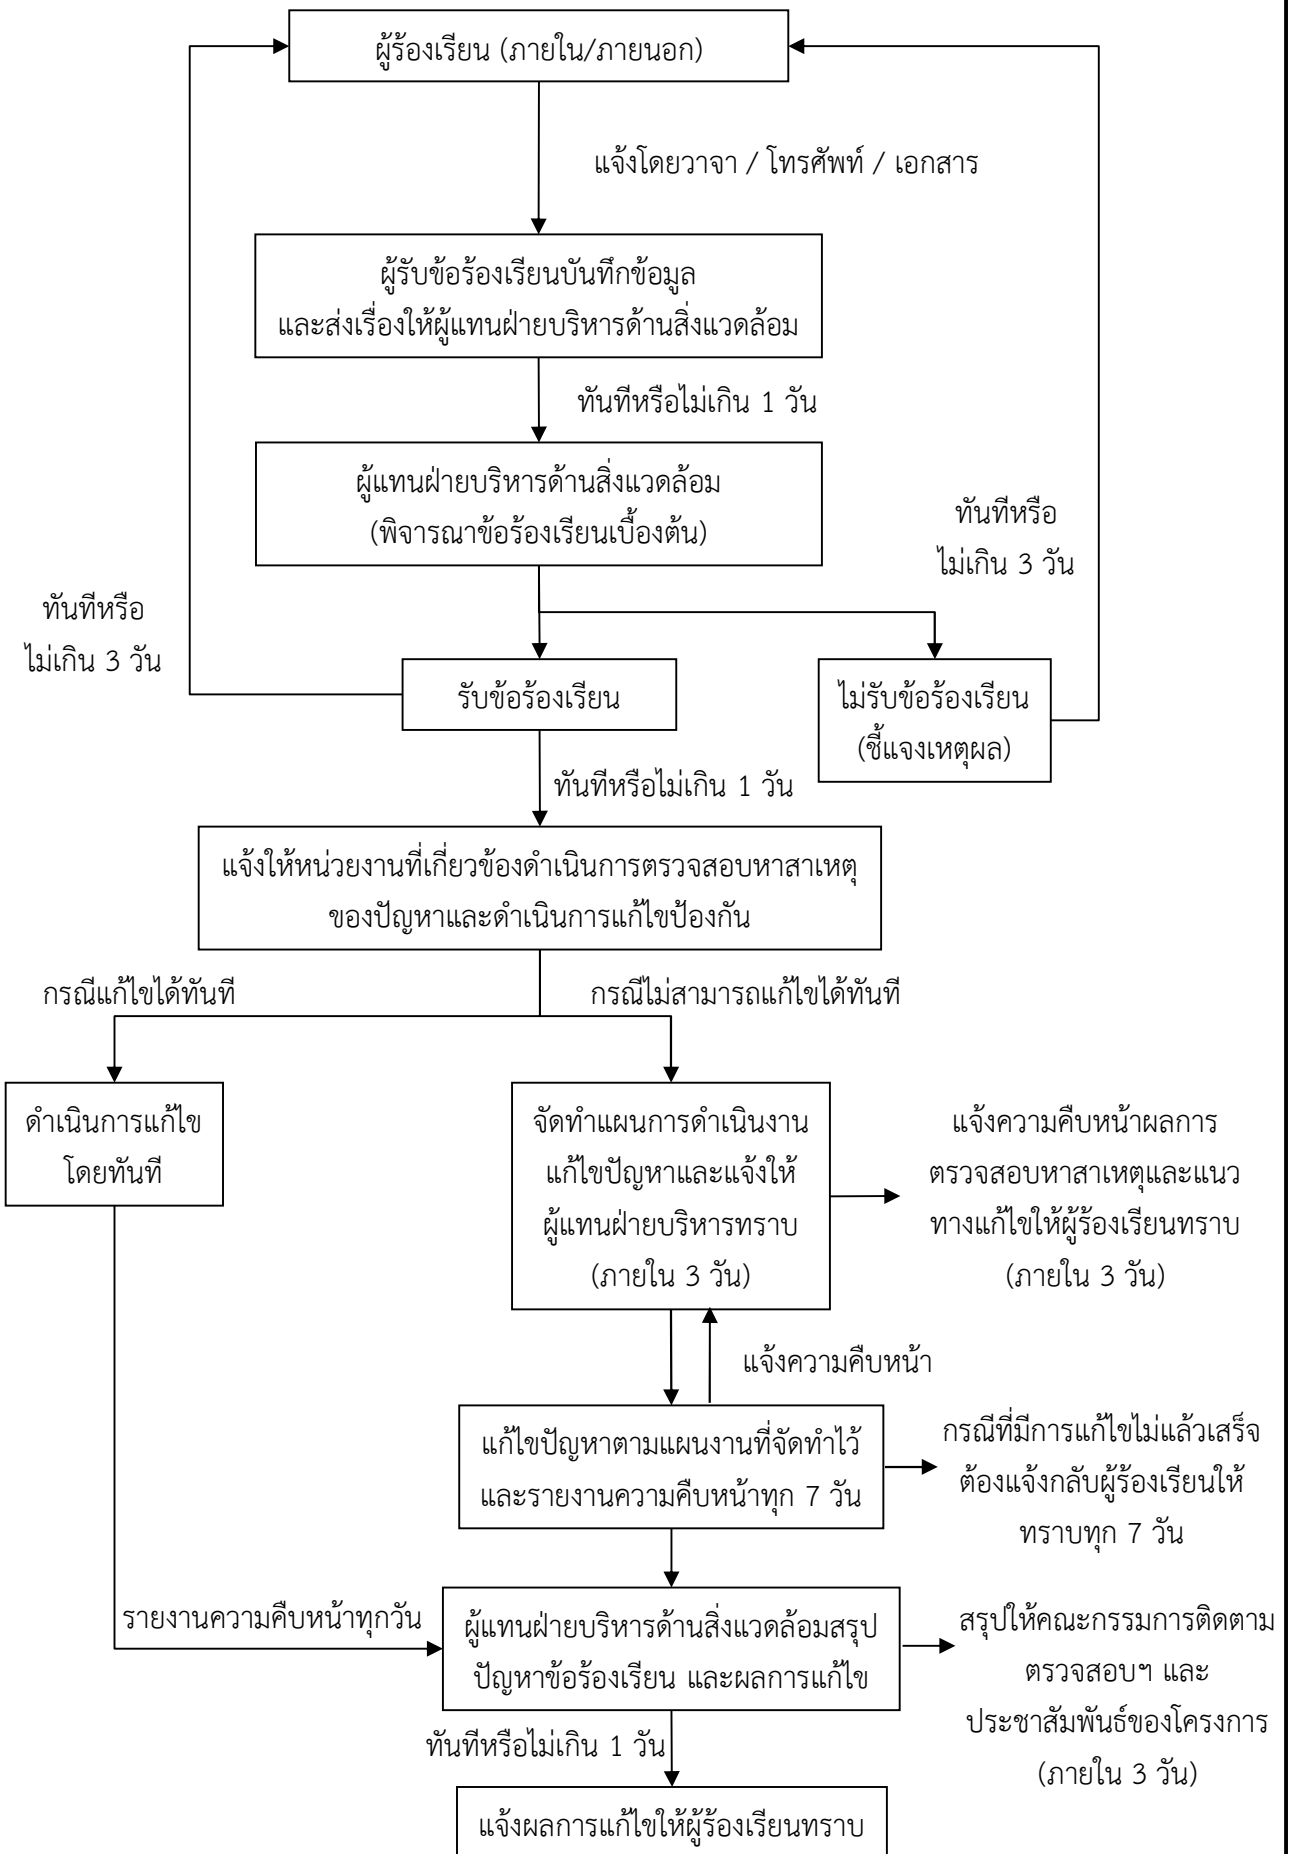 ผู้ร้องเรียน (ภายใน/ภายนอก)
แจ้งโดยวาจา / โทรศัพท์ / เอกสาร
ผู้รับข้อร้องเรียนบันทึกข้อมูล
และส่งเรื่องให้ผู้แทนฝ่ายบริหารด้านสิ่งแวดล้อม
ทันทีหรือไม่เกิน 1 วัน
ผู้แทนฝ่ายบริหารด้านสิ่งแวดล้อม
(พิจารณาข้อร้องเรียนเบื้องต้น)
ทันทีหรือ
ไม่เกิน 3 วัน
ทันทีหรือ
ไม่เกิน 3 วัน
รับข้อร้องเรียน
ไม่รับข้อร้องเรียน
(ชี้แจงเหตุผล)
ทันทีหรือไม่เกิน 1 วัน
แจ้งให้หน่วยงานที่เกี่ยวข้องดำเนินการตรวจสอบหาสาเหตุ
ของปัญหาและดำเนินการแก้ไขป้องกัน
กรณีแก้ไขได้ทันที
กรณีไม่สามารถแก้ไขได้ทันที
ดำเนินการแก้ไข
โดยทันที
จัดทำแผนการดำเนินงาน
แก้ไขปัญหาและแจ้งให้
ผู้แทนฝ่ายบริหารทราบ
(ภายใน 3 วัน)
แจ้งความคืบหน้าผลการ
ตรวจสอบหาสาเหตุและแนว
ทางแก้ไขให้ผู้ร้องเรียนทราบ
(ภายใน 3 วัน)
แจ้งความคืบหน้า
แก้ไขปัญหาตามแผนงานที่จัดทำไว้
และรายงานความคืบหน้าทุก 7 วัน
กรณีที่มีการแก้ไขไม่แล้วเสร็จ
ต้องแจ้งกลับผู้ร้องเรียนให้
ทราบทุก 7 วัน
รายงานความคืบหน้าทุกวัน
ผู้แทนฝ่ายบริหารด้านสิ่งแวดล้อมสรุป
ปัญหาข้อร้องเรียน และผลการแก้ไข
สรุปให้คณะกรรมการติดตาม
ตรวจสอบฯ และ
ประชาสัมพันธ์ของโครงการ
(ภายใน 3 วัน)
ทันทีหรือไม่เกิน 1 วัน
แจ้งผลการแก้ไขให้ผู้ร้องเรียนทราบ